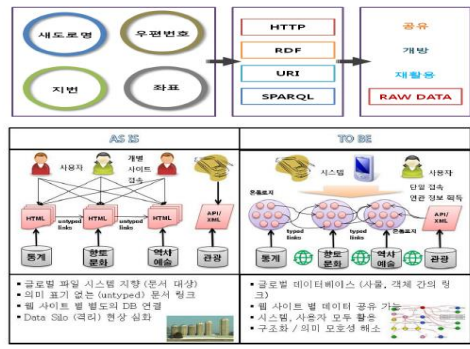 새도로명
우편번호
지번
좌표
HTTP
RDF
URI
SPARQL
공유
개방
재활용
RAW DATA
AS IS
TO BE
사용자
개별
사이트
접속
HTML
untyped
links
HTML
untyped
links
HTML
API/
XML
통계
향토
문화
역사
예술
관광
시스템
사용자
온톨로지
단일 접속
연관 정보 획득
typed
links
typed
links
typed
links
API/
XML
통계
향토
문화
역사
예술
관광
▪ 글로벌 파일 시스템 지향 (문서 대상)
▪ 의미 표기 없는 (untyped) 문서 링크
▪ 웹 사이트 별 별도의 DB 연결
▪ Data Silo (격리) 현상 심화
▪ 글로벌 데이터베이스 (사물, 객체 간의 링
크)
▪ 웹 사이트 별 데이터 공유 가능
▪ 시스템, 사용자 모두 활용
▪ 구조화 / 의미 모호성 해소